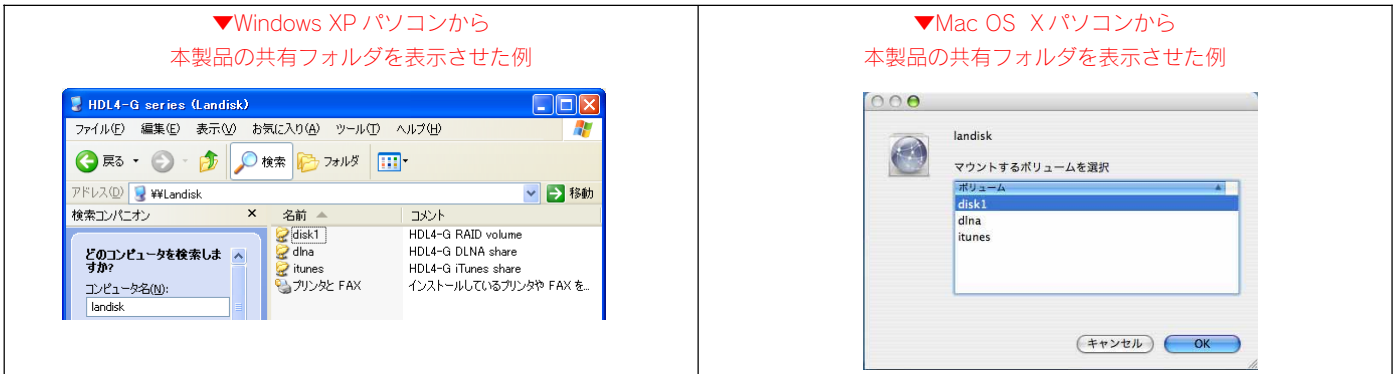 ▼Windows XP パソコンから
本製品の共有フォルダを表示させた例
HDL4-G series (Landisk)
ファイル(F) 編集(E) 表示(V) お気に入り(A) ツール(T) ヘルプ(H)
戻る 検索 フォルダ
アドレス(D) ¥¥Landisk 移動
検索コンパニオン × 名前 コメント
どのコンピュータを検索しま
すか?
コンピュータ名(N):
landisk
disk1 HDL4-G RAID volume
dlna HDL4-G DLNA share
itunes HDL4-G iTunes share
プリンタと FAX インストールしているプリンタや FAX を...
▼Mac OS X パソコンから
本製品の共有フォルダを表示させた例
landisk
マウントするボリュームを選択
ボリューム
disk1
dlna
itunes
キャンセル OK